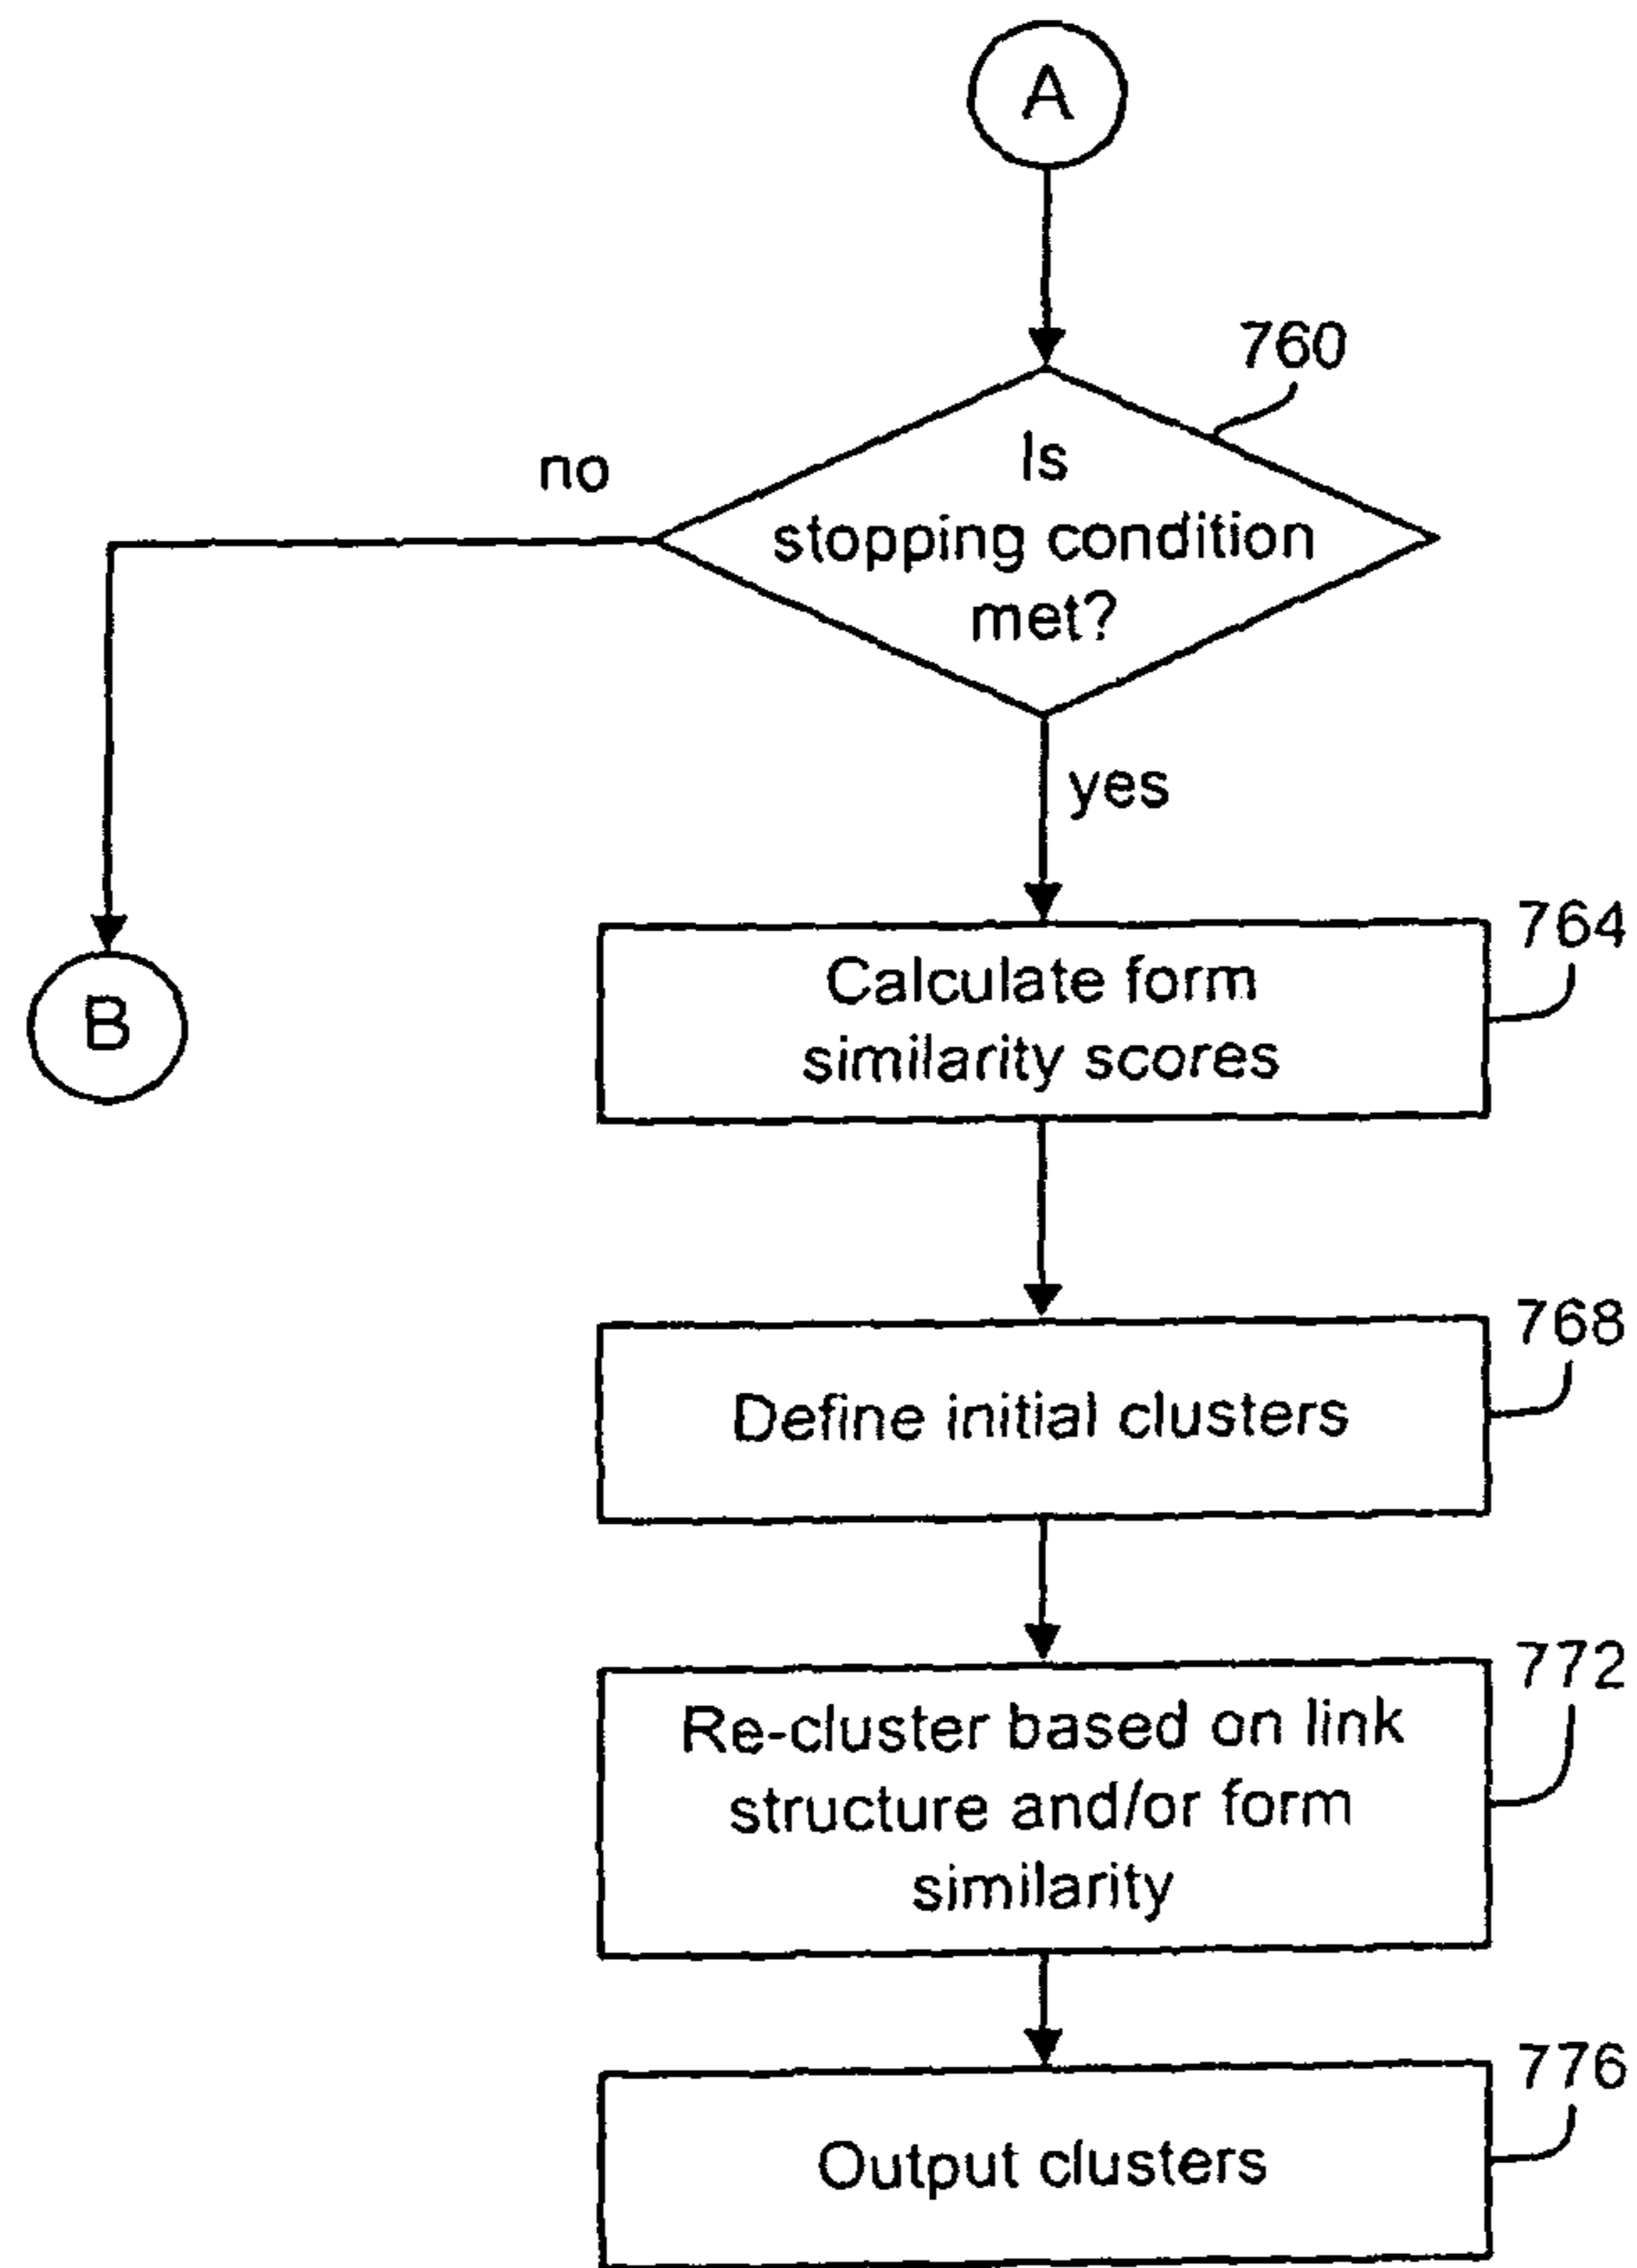 A
760
Is
stopping condition
met?
no
yes
B
764
Calculate form
similarity scores
768
Define initial clusters
772
Re-cluster based on link
structure and/or form
similarity
776
Output clusters